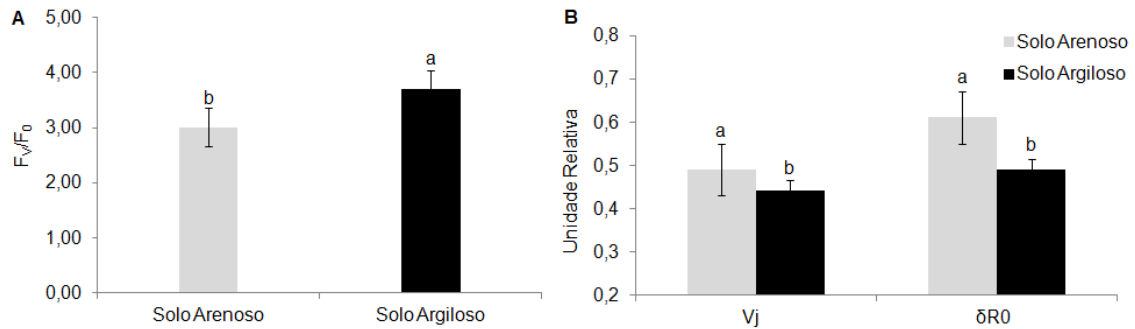 A
5,00
4,00
3,00
2,00
1,00
0,00
FV/F0
b
a
Solo Arenoso
Solo Argiloso
B
0,8
0,7
0,6
0,5
0,4
0,3
0,2
Unidade Relativa
Solo Arenoso
Solo Argiloso
a
b
a
b
Vj
δR0